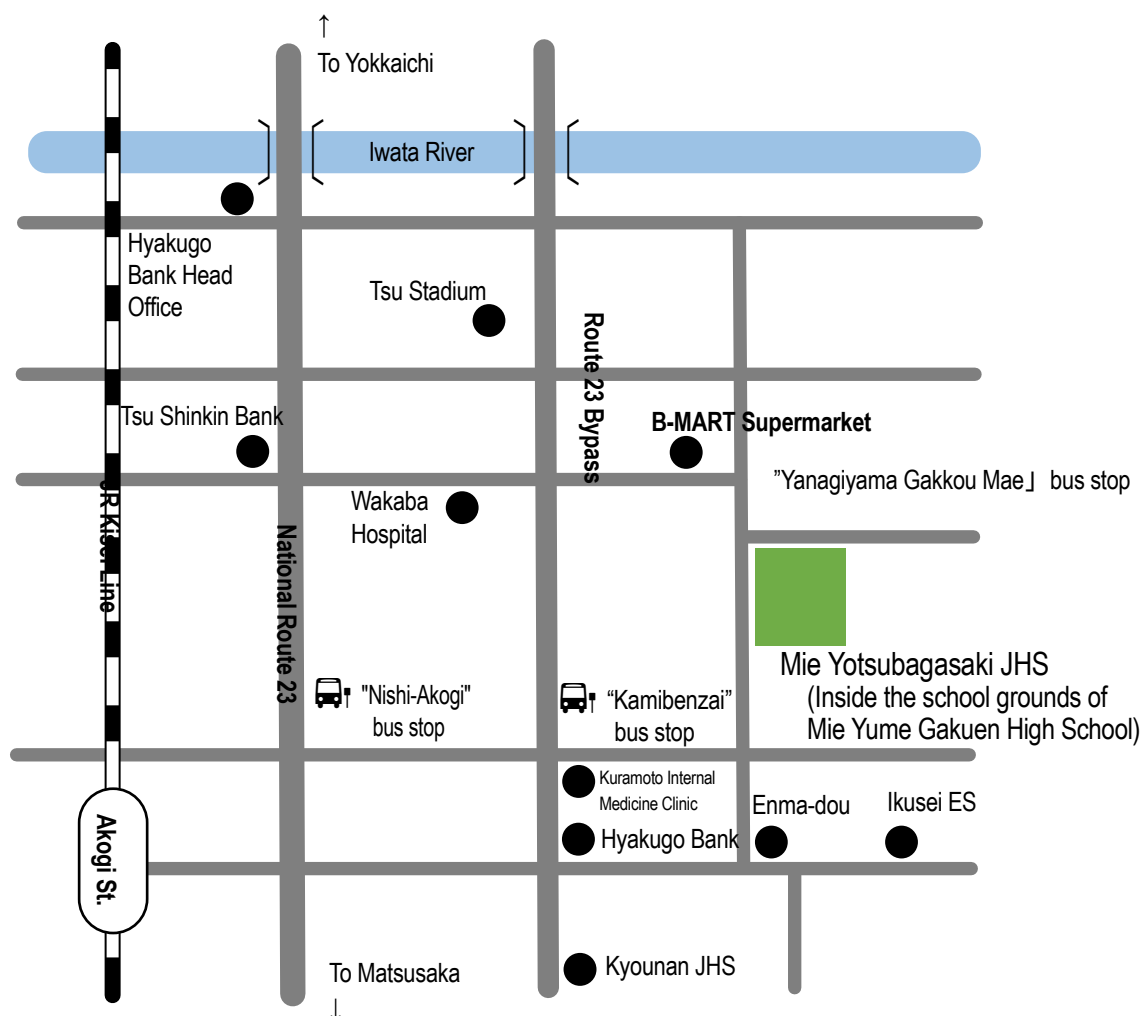 ↑
To Yokkaichi
Iwata River
Hyakugo
Bank Head
Office
Tsu Stadium
Route 23 Bypass
Tsu Shinkin Bank
B-MART Supermarket
"Yanagiyama Gakkou Mae」 bus stop
Wakaba
Hospital
JR Kisei Line
National Route 23
Mie Yotsubagasaki JHS
(Inside the school grounds of
Mie Yume Gakuen High School)
"Nishi-Akogi"
bus stop
“Kamibenzai”
bus stop
Kuramoto Internal
Medicine Clinic
Enma-dou
Ikusei ES
Hyakugo Bank
Akogi St.
Kyounan JHS
To Matsusaka
↓